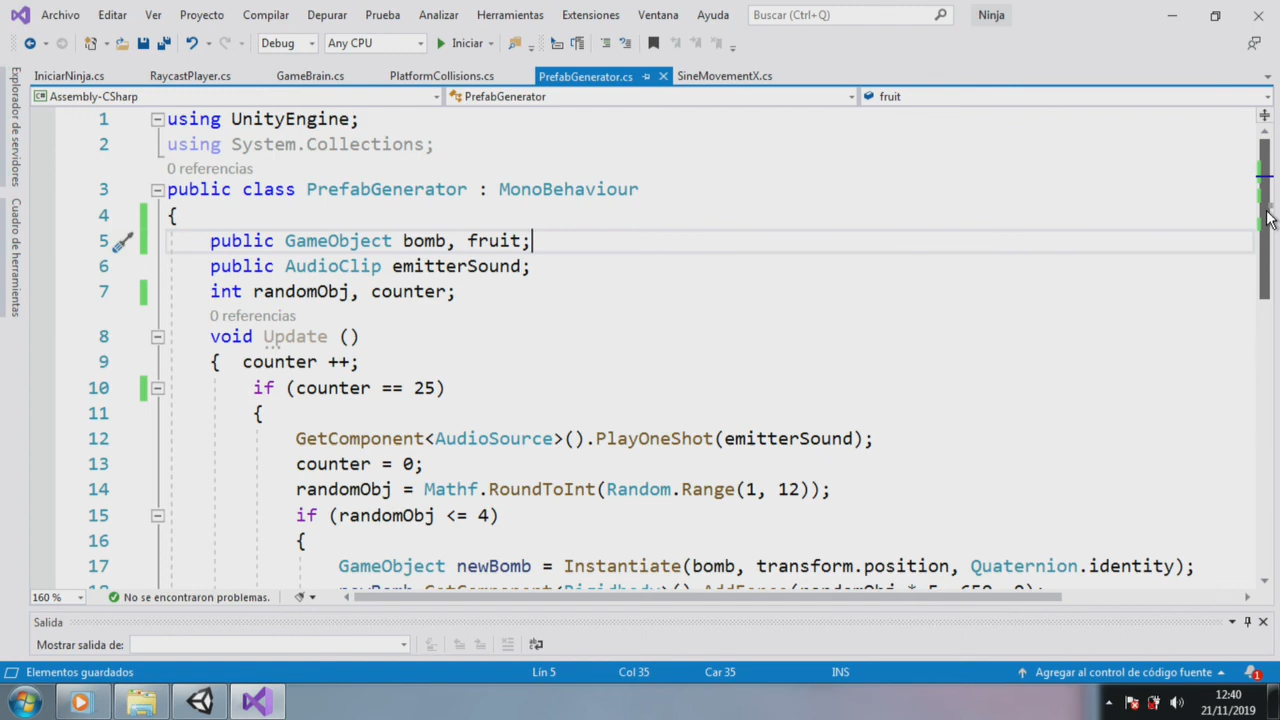 Archivo Editar Ver Proyecto Compilar Depurar Prueba Analizar Herramientas Extensiones Ventana Ayuda Buscar (Ctrl+Q) Ninja
Debug Any CPU Iniciar
IniciarNinja.cs RaycastPlayer.cs GameBrain.cs PlatformCollisions.cs PrefabGenerator.cs SineMovementX.cs
Assembly-CSharp PrefabGenerator fruit
Explorador de servidores
Cuadro de herramientas
1 using UnityEngine;
2 using System.Collections;
0 referencias
3 public class PrefabGenerator : MonoBehaviour
4 {
5 public GameObject bomb, fruit;
6 public AudioClip emitterSound;
7 int randomObj, counter;
0 referencias
8 void Update ()
9 { counter ++;
10 if (counter == 25)
11 {
12 GetComponent<AudioSource>().PlayOneShot(emitterSound);
13 counter = 0;
14 randomObj = Mathf.RoundToInt(Random.Range(1, 12));
15 if (randomObj <= 4)
16 {
17 GameObject newBomb = Instantiate(bomb, transform.position, Quaternion.identity);
160 % No se encontraron problemas.
Salida
Mostrar salida de:
Elementos guardados Lín 5 Col 35 Car 35 INS Agregar al control de código fuente 1
12:40
21/11/2019